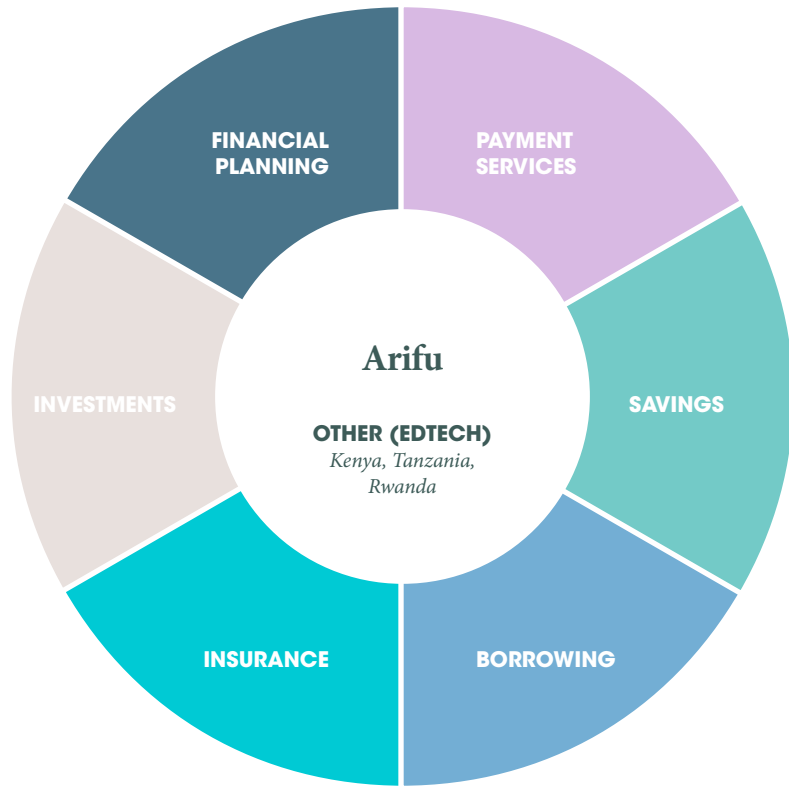 FINANCIAL
PLANNING
PAYMENT
SERVICES
Arifu
INVESTMENTS
SAVINGS
OTHER (EDTECH)
Kenya, Tanzania,
Rwanda
INSURANCE
BORROWING